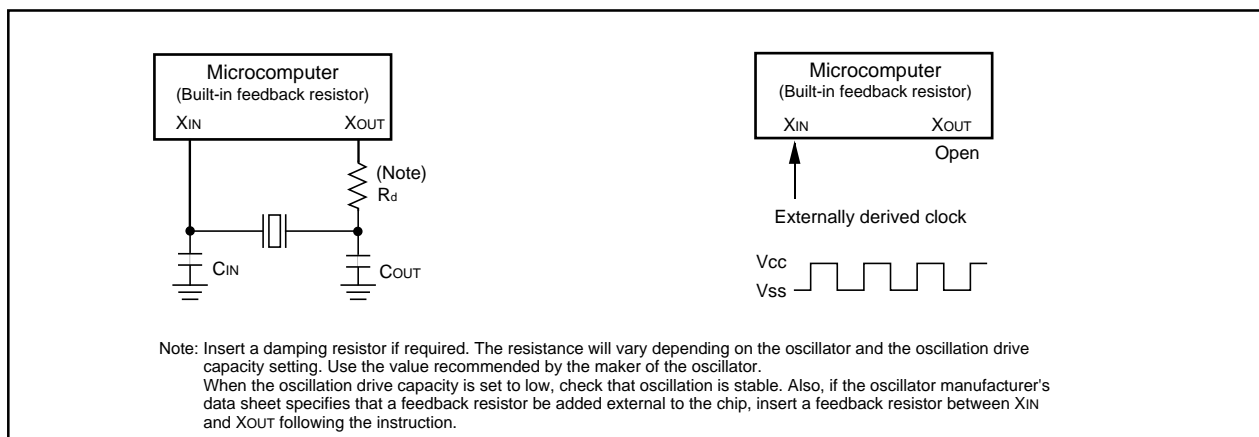 Microcomputer
(Built-in feedback resistor)
XIN XOUT
(Note)
Rd
CIN
COUT
Microcomputer
(Built-in feedback resistor)
XIN XOUT
Open
Externally derived clock
Vcc
Vss
Note: Insert a damping resistor if required. The resistance will vary depending on the oscillator and the oscillation drive
capacity setting. Use the value recommended by the maker of the oscillator.
When the oscillation drive capacity is set to low, check that oscillation is stable. Also, if the oscillator manufacturer's
data sheet specifies that a feedback resistor be added external to the chip, insert a feedback resistor between XIN
and XOUT following the instruction.